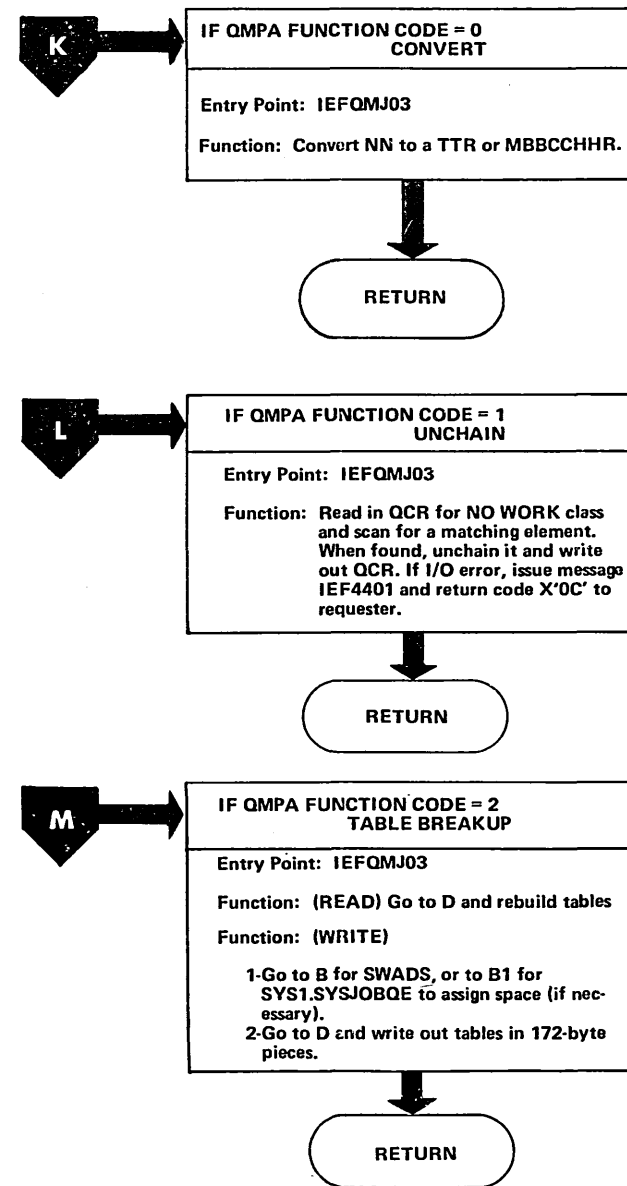 K
IF QMPA FUNCTION CODE = 0
CONVERT
Entry Point: IEFQMJ03
Function: Convert NN to a TTR or MBBCCHHR.
RETURN
L
IF QMPA FUNCTION CODE = 1
UNCHAIN
Entry Point: IEFQMJ03
Function: Read in QCR for NO WORK class
and scan for a matching element.
When found, unchain it and write
out QCR. If I/O error, issue message
IEF4401 and return code X'0C' to
requester.
RETURN
M
IF QMPA FUNCTION CODE = 2
TABLE BREAKUP
Entry Point: IEFQMJ03
Function: (READ) Go to D and rebuild tables
Function: (WRITE)
1-Go to B for SWADS, or to B1 for
SYS1.SYSJOBQE to assign space (if nec-
essary).
2-Go to D and write out tables in 172-byte
pieces.
RETURN